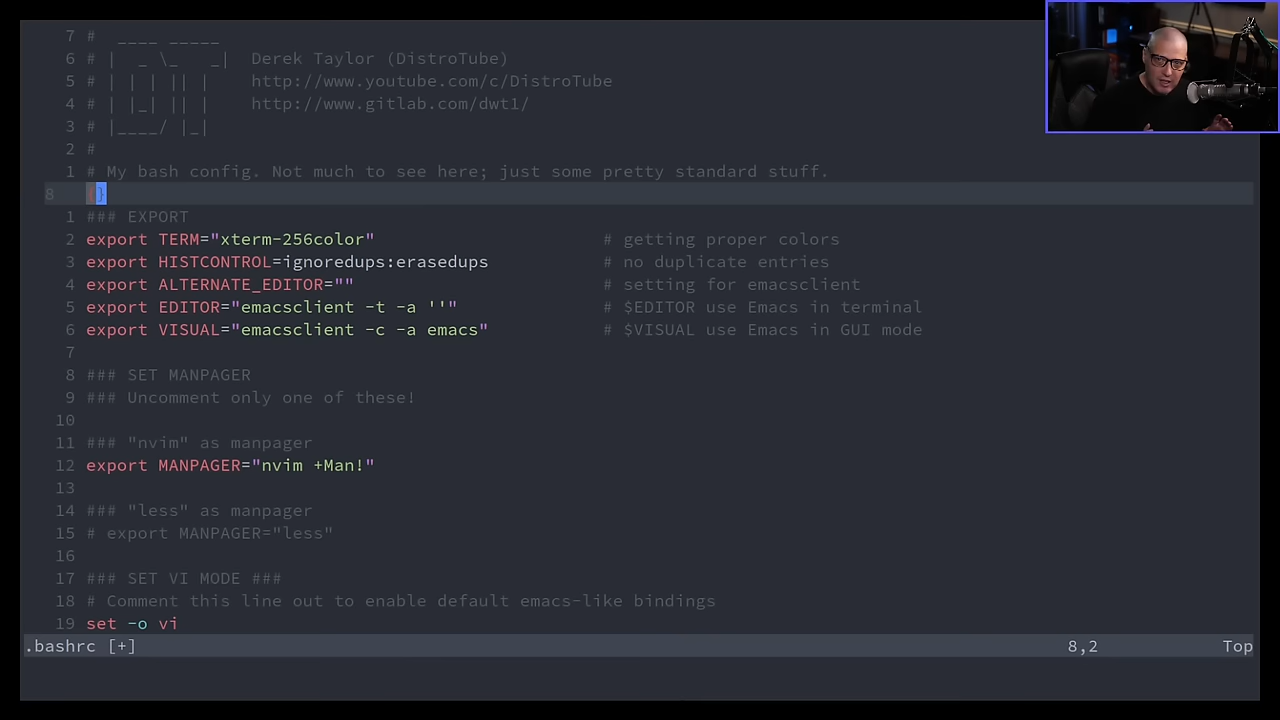 7 #  ____ _____
6 # |  _ \_   _|  Derek Taylor (DistroTube)
5 # | | | || |   http://www.youtube.com/c/DistroTube
4 # | |_| || |   http://www.gitlab.com/dwt1/
3 # |____/ |_|
2 #
1 # My bash config. Not much to see here; just some pretty standard stuff.
8 {}
1 ### EXPORT
2 export TERM="xterm-256color" # getting proper colors
3 export HISTCONTROL=ignoredups:erasedups # no duplicate entries
4 export ALTERNATE_EDITOR="" # setting for emacsclient
5 export EDITOR="emacsclient -t -a ''" # $EDITOR use Emacs in terminal
6 export VISUAL="emacsclient -c -a emacs" # $VISUAL use Emacs in GUI mode
7
8 ### SET MANPAGER
9 ### Uncomment only one of these!
10
11 ### "nvim" as manpager
12 export MANPAGER="nvim +Man!"
13
14 ### "less" as manpager
15 # export MANPAGER="less"
16
17 ### SET VI MODE ###
18 # Comment this line out to enable default emacs-like bindings
19 set -o vi
.bashrc [+] 8,2 Top